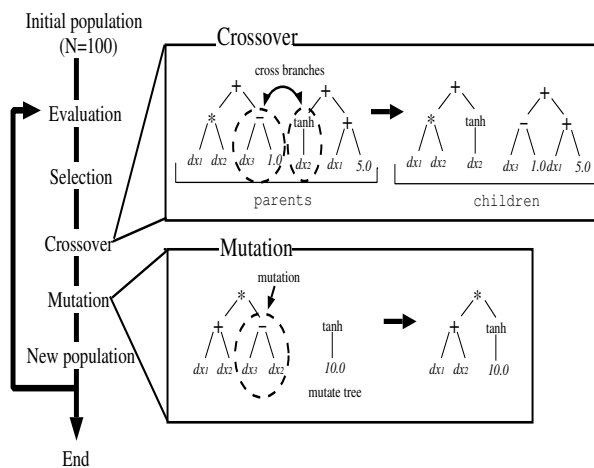 Initial population
(N=100)
Evaluation
Selection
Crossover
Mutation
New population
End
Crossover
cross branches
+ + + +
* - tanh + * tanh - +
dx1 dx2 dx3 1.0 dx2 dx1 5.0 dx1 dx2 dx2 dx3 1.0 dx1 5.0
parents children
Mutation
mutation
* *
+ - tanh + tanh
dx1 dx2 dx3 dx2 10.0 dx1 dx2 10.0
mutate tree